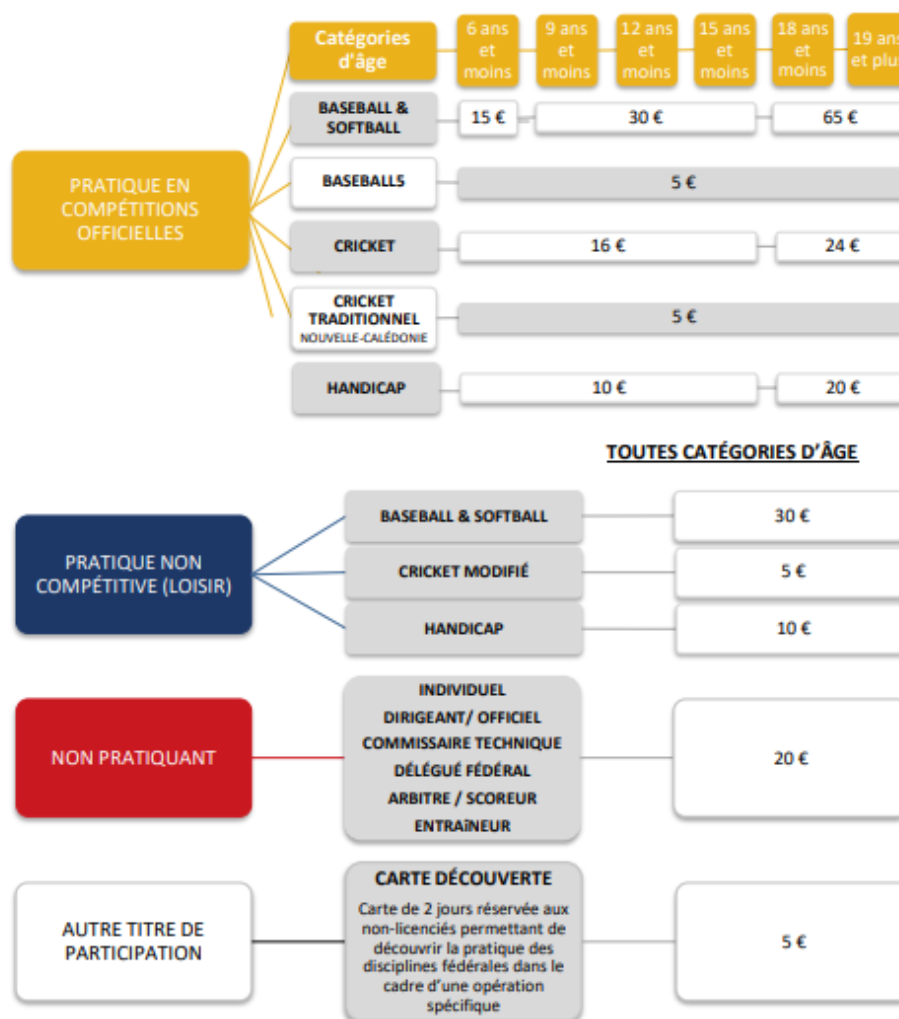 Catégories
d'âge
6 ans
et
moins
9 ans
et
moins
12 ans
et
moins
15 ans
et
moins
18 ans
et
moins
19 ans
et plus
PRATIQUE EN
COMPÉTITIONS
OFFICIELLES
BASEBALL &
SOFTBALL
15 €
30 €
65 €
BASEBALL5
5 €
CRICKET
16 €
24 €
CRICKET
TRADITIONNEL
NOUVELLE-CALÉDONIE
5 €
HANDICAP
10 €
20 €
TOUTES CATÉGORIES D'ÂGE
PRATIQUE NON
COMPÉTITIVE (LOISIR)
BASEBALL & SOFTBALL
30 €
CRICKET MODIFIÉ
5 €
HANDICAP
10 €
NON PRATIQUANT
INDIVIDUEL
DIRIGEANT/ OFFICIEL
COMMISSAIRE TECHNIQUE
DÉLÉGUÉ FÉDÉRAL
ARBITRE / SCOREUR
ENTRAîNEUR
20 €
AUTRE TITRE DE
PARTICIPATION
CARTE DÉCOUVERTE
Carte de 2 jours réservée aux
non-licenciés permettant de
découvrir la pratique des
disciplines fédérales dans le
cadre d'une opération
spécifique
5 €